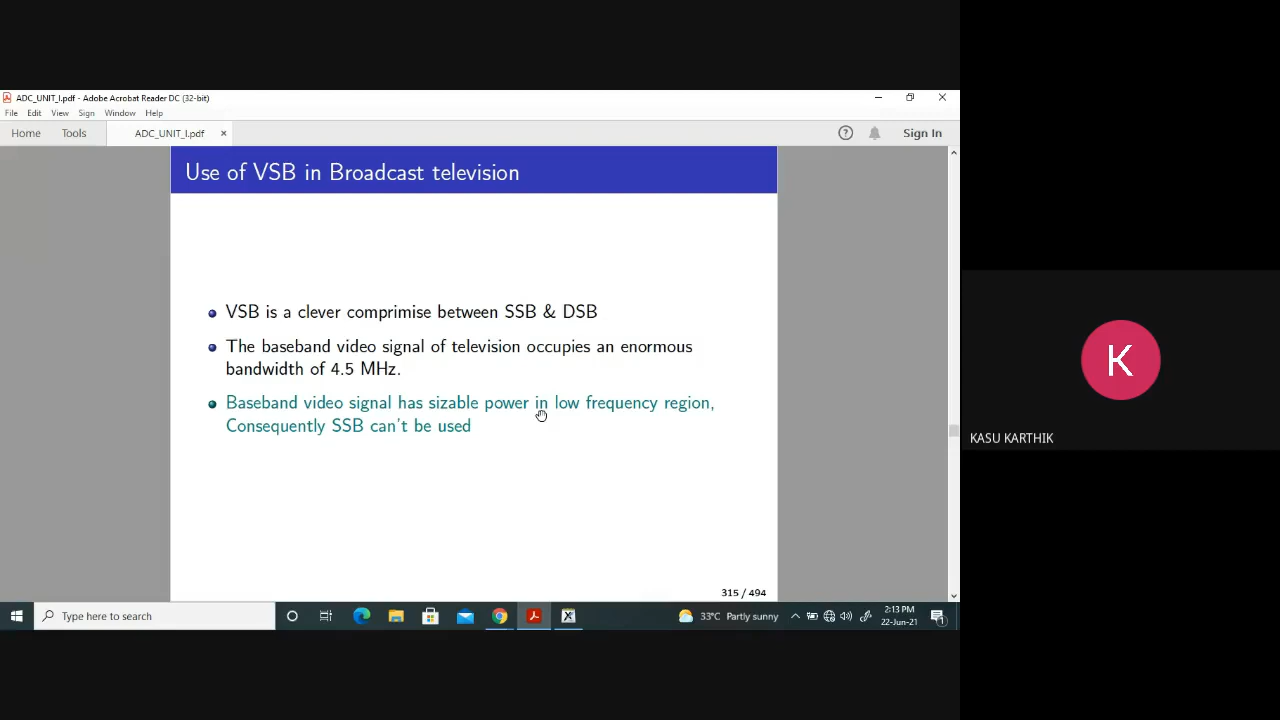 ADC_UNIT_I.pdf - Adobe Acrobat Reader DC (32-bit)
File Edit View Sign Window Help
Home Tools ADC_UNIT_I.pdf × ? Sign In
Use of VSB in Broadcast television
VSB is a clever comprimise between SSB & DSB
The baseband video signal of television occupies an enormous
bandwidth of 4.5 MHz.
Baseband video signal has sizable power in low frequency region,
Consequently SSB can't be used
315 / 494
K
KASU KARTHIK
Type here to search
33°C Partly sunny
2:13 PM
22-Jun-21
1